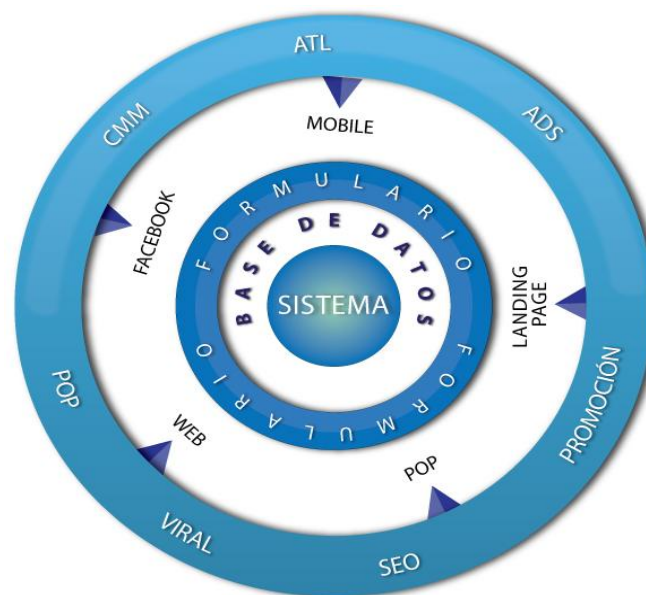 ATL
ADS
PROMOCIÓN
SEO
VIRAL
POP
CMM
MOBILE
LANDING
PAGE
POP
WEB
FACEBOOK
FORMULARIO
FORMULARIO
BASE DE DATOS
SISTEMA